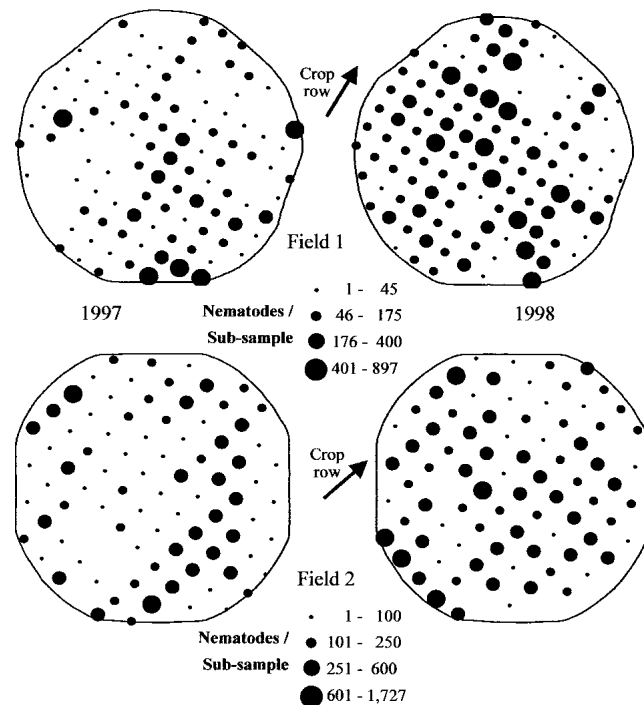 Crop
row
Field 1
1997
1998
Nematodes /
Sub-sample
1 - 45
46 - 175
176 - 400
401 - 897
Crop
row
Field 2
Nematodes /
Sub-sample
1 - 100
101 - 250
251 - 600
601 - 1,727